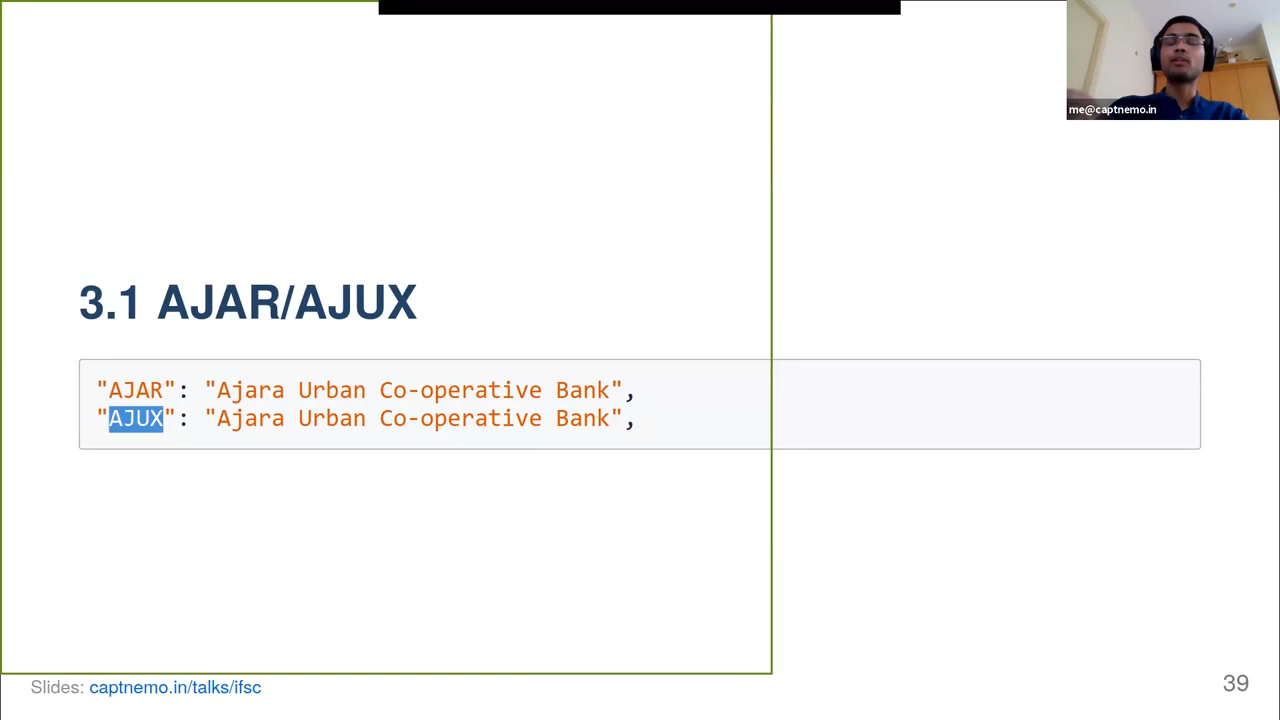 me@captnemo.in
3.1 AJAR/AJUX
"AJAR": "Ajara Urban Co-operative Bank",
"AJUX": "Ajara Urban Co-operative Bank",
Slides: captnemo.in/talks/ifsc
39